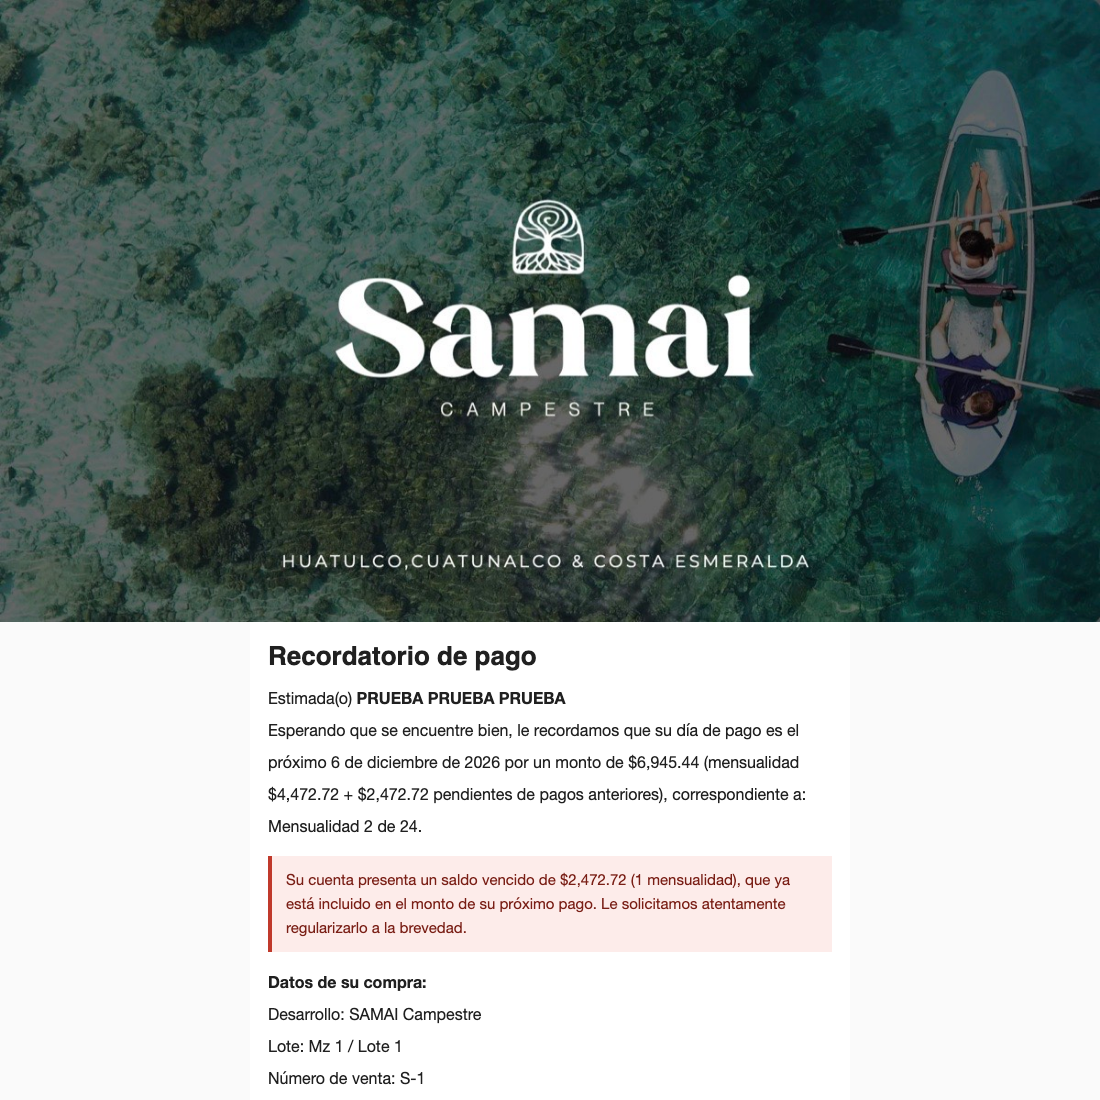 Samai
CAMPESTRE
HUATULCO,CUATUNALCO & COSTA ESMERALDA
Recordatorio de pago
Estimada(o) PRUEBA PRUEBA PRUEBA
Esperando que se encuentre bien, le recordamos que su día de pago es el
próximo 6 de diciembre de 2026 por un monto de $6,945.44 (mensualidad
$4,472.72 + $2,472.72 pendientes de pagos anteriores), correspondiente a:
Mensualidad 2 de 24.
Su cuenta presenta un saldo vencido de $2,472.72 (1 mensualidad), que ya
está incluido en el monto de su próximo pago. Le solicitamos atentamente
regularizarlo a la brevedad.
Datos de su compra:
Desarrollo: SAMAI Campestre
Lote: Mz 1 / Lote 1
Número de venta: S-1